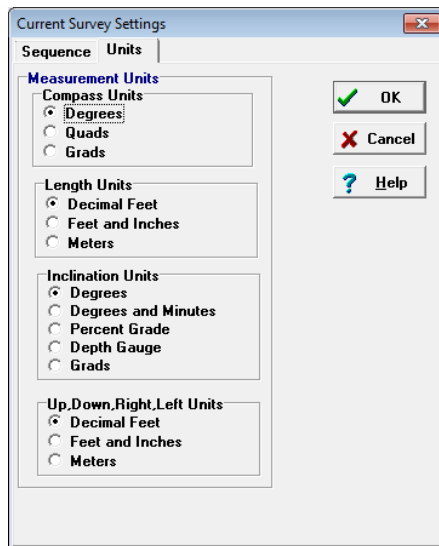 Current Survey Settings
Sequence Units
Measurement Units
Compass Units
Degrees
Quads
Grads
Length Units
Decimal Feet
Feet and Inches
Meters
Inclination Units
Degrees
Degrees and Minutes
Percent Grade
Depth Gauge
Grads
Up,Down,Right,Left Units
Decimal Feet
Feet and Inches
Meters
OK
Cancel
Help